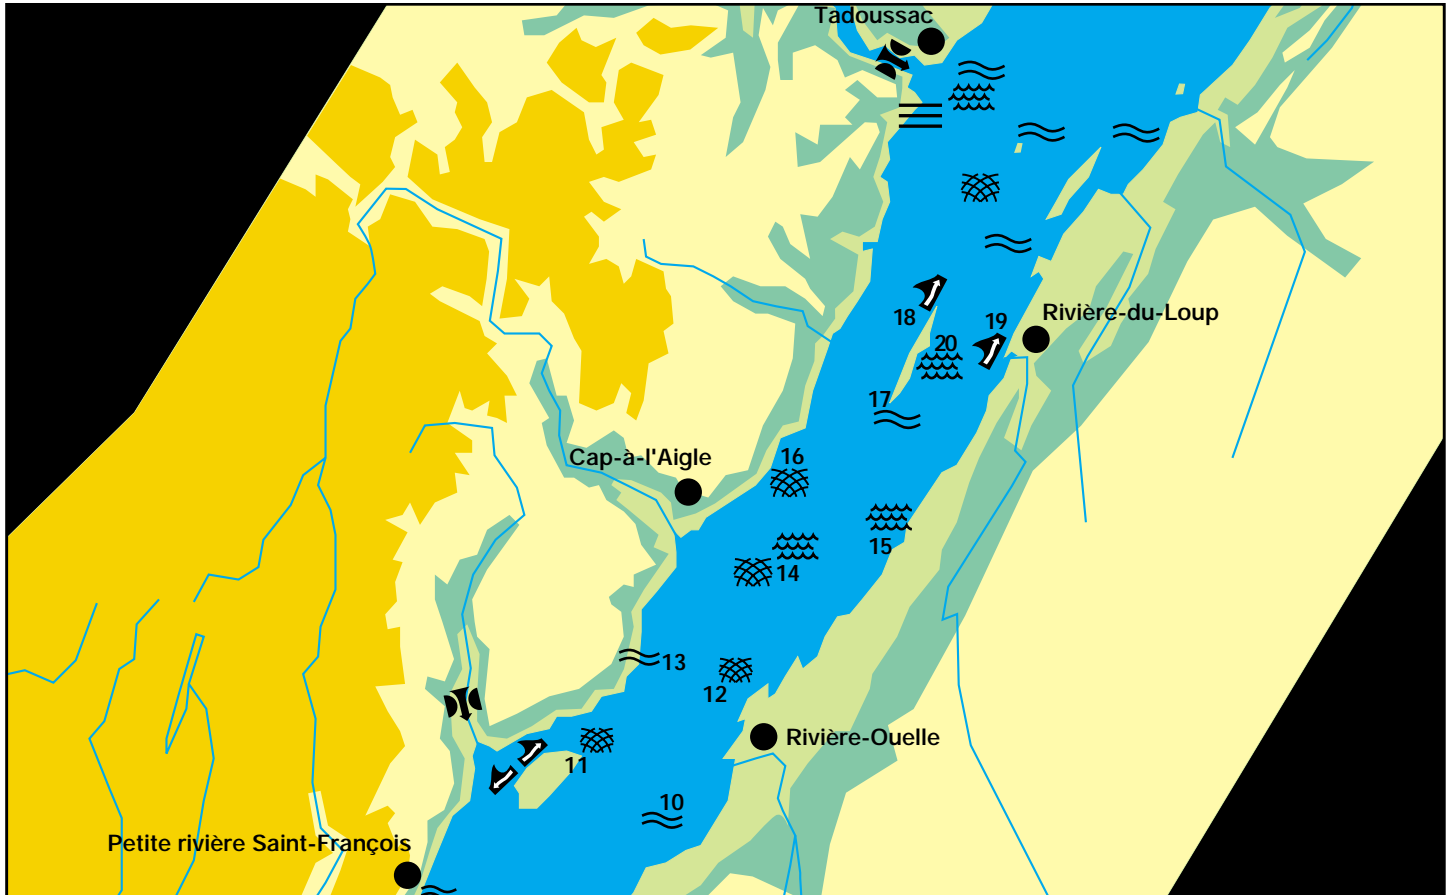 Tadoussac
18
19
Rivière-du-Loup
20
17
Cap-à-l'Aigle
16
15
14
13
12
Rivière-Ouelle
11
10
Petite rivière Saint-François